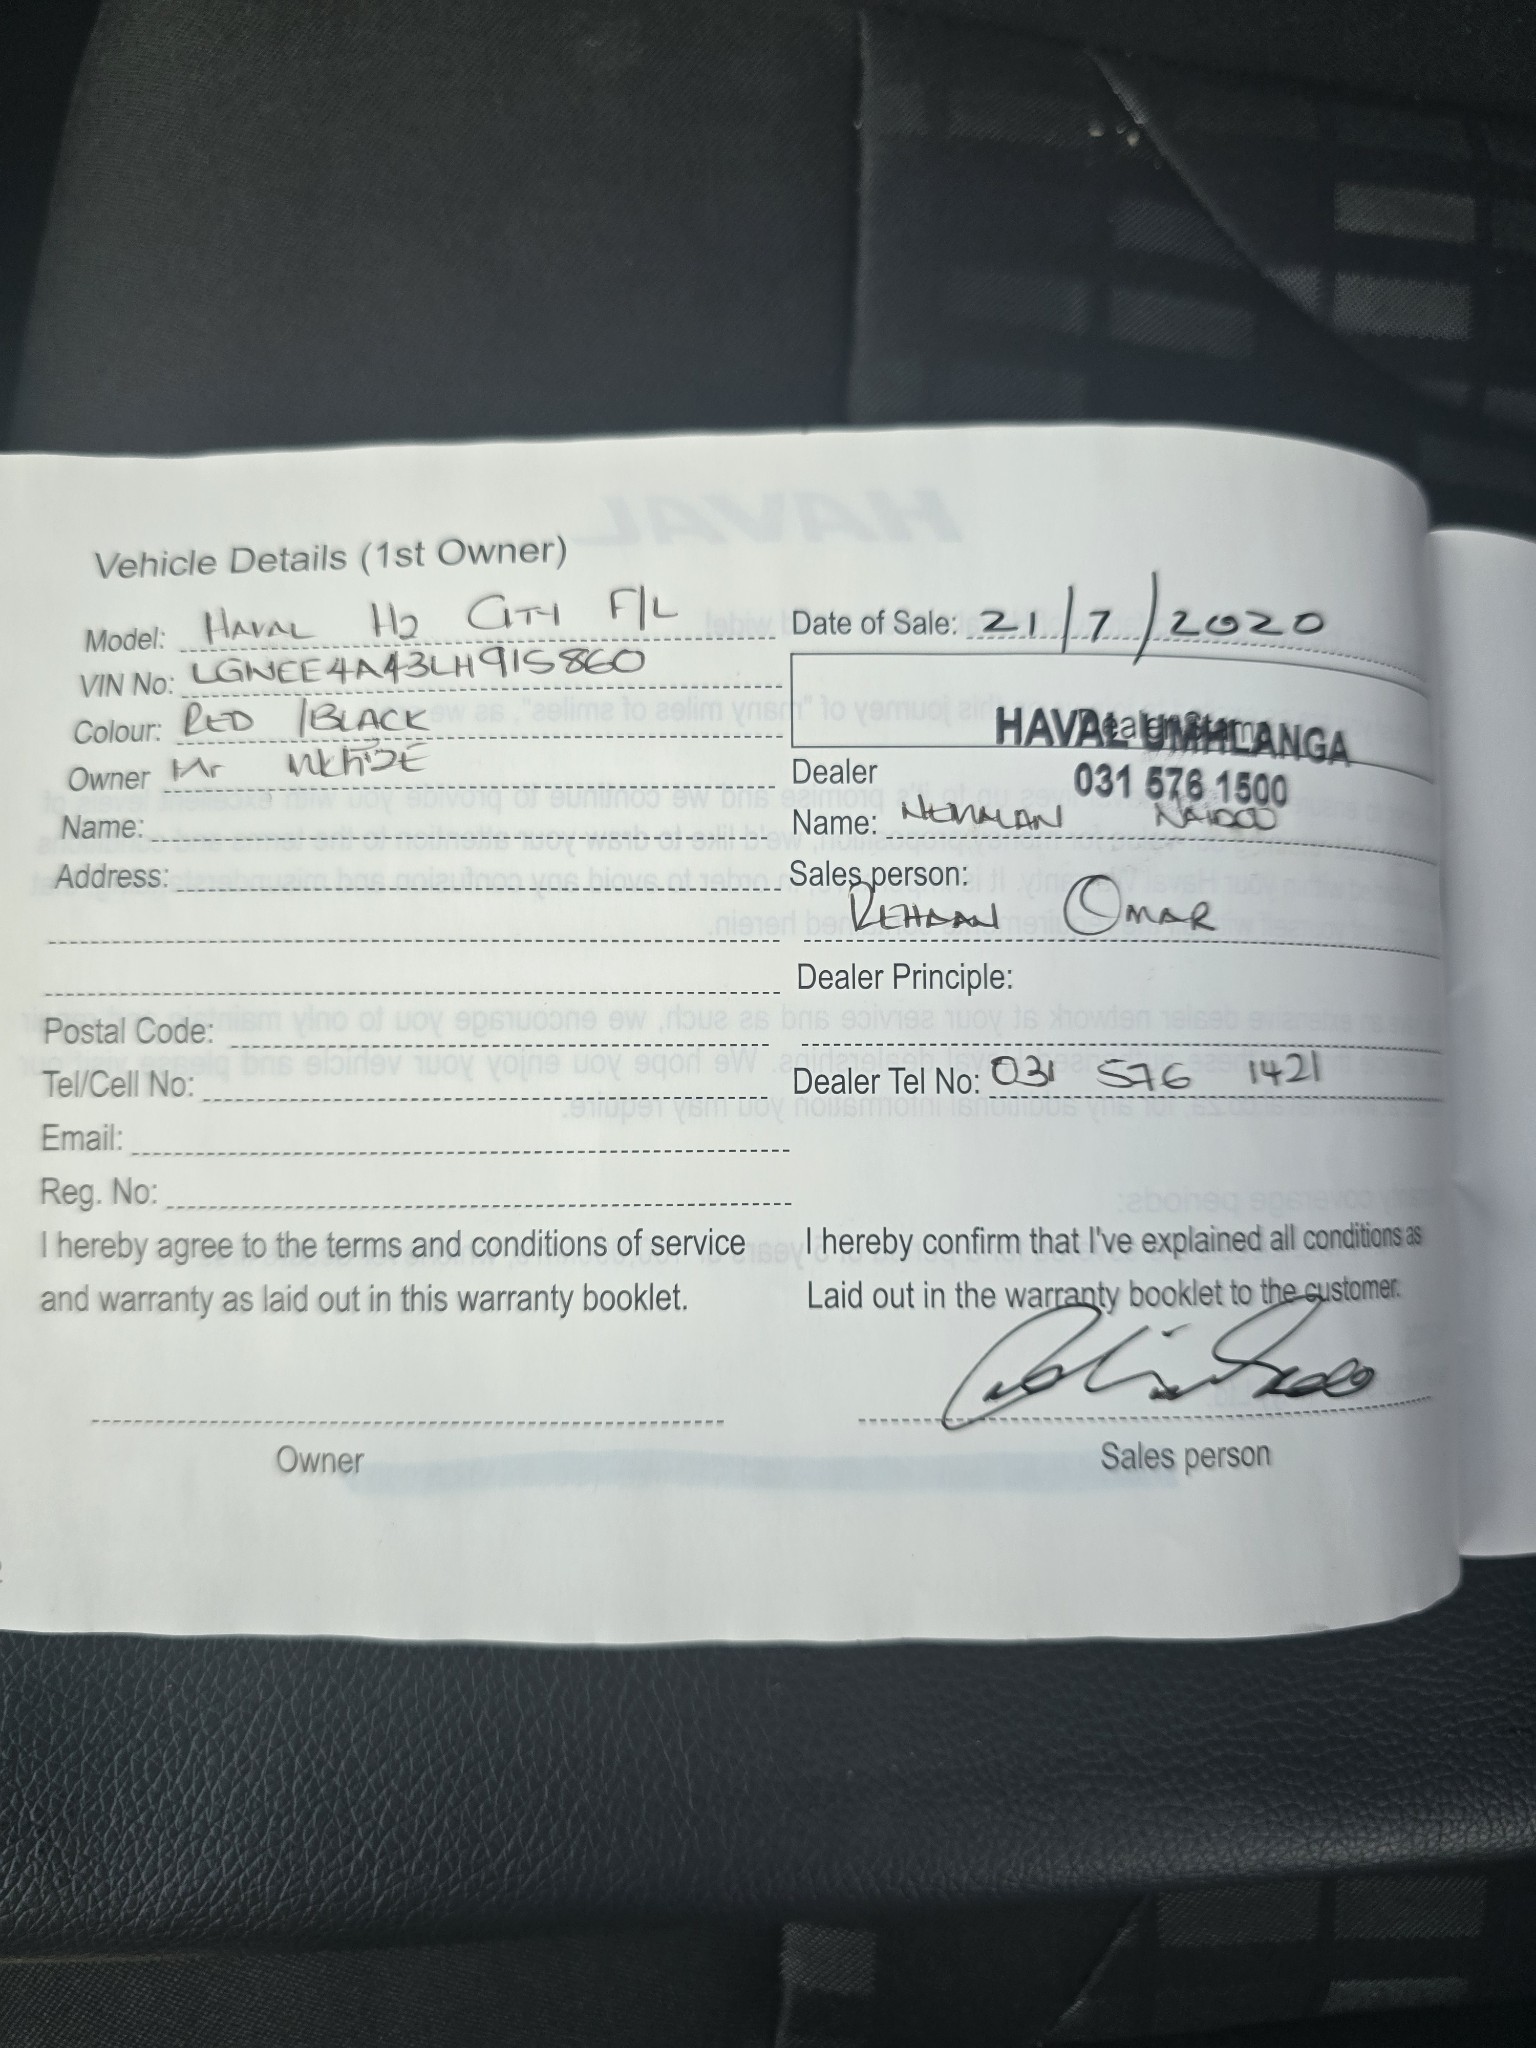 Vehicle Details (1st Owner)
Model: HAVAL H2 CITY F/L
VIN No: LGWEE4A43LH915860
Colour: RED /BLACK
Owner Mr MKHIZE
Name:
Address:
Postal Code:
Tel/Cell No:
Email:
Reg. No:
I hereby agree to the terms and conditions of service
and warranty as laid out in this warranty booklet.
Owner
Date of Sale: 21/7/2020
HAVAL UMHLANGA
031 576 1500
Dealer
Name: NAIDOO
Sales person:
REHAAN OMAR
Dealer Principle:
Dealer Tel No: 031 576 1421
I hereby confirm that I've explained all conditions as
Laid out in the warranty booklet to the customer.
Sales person